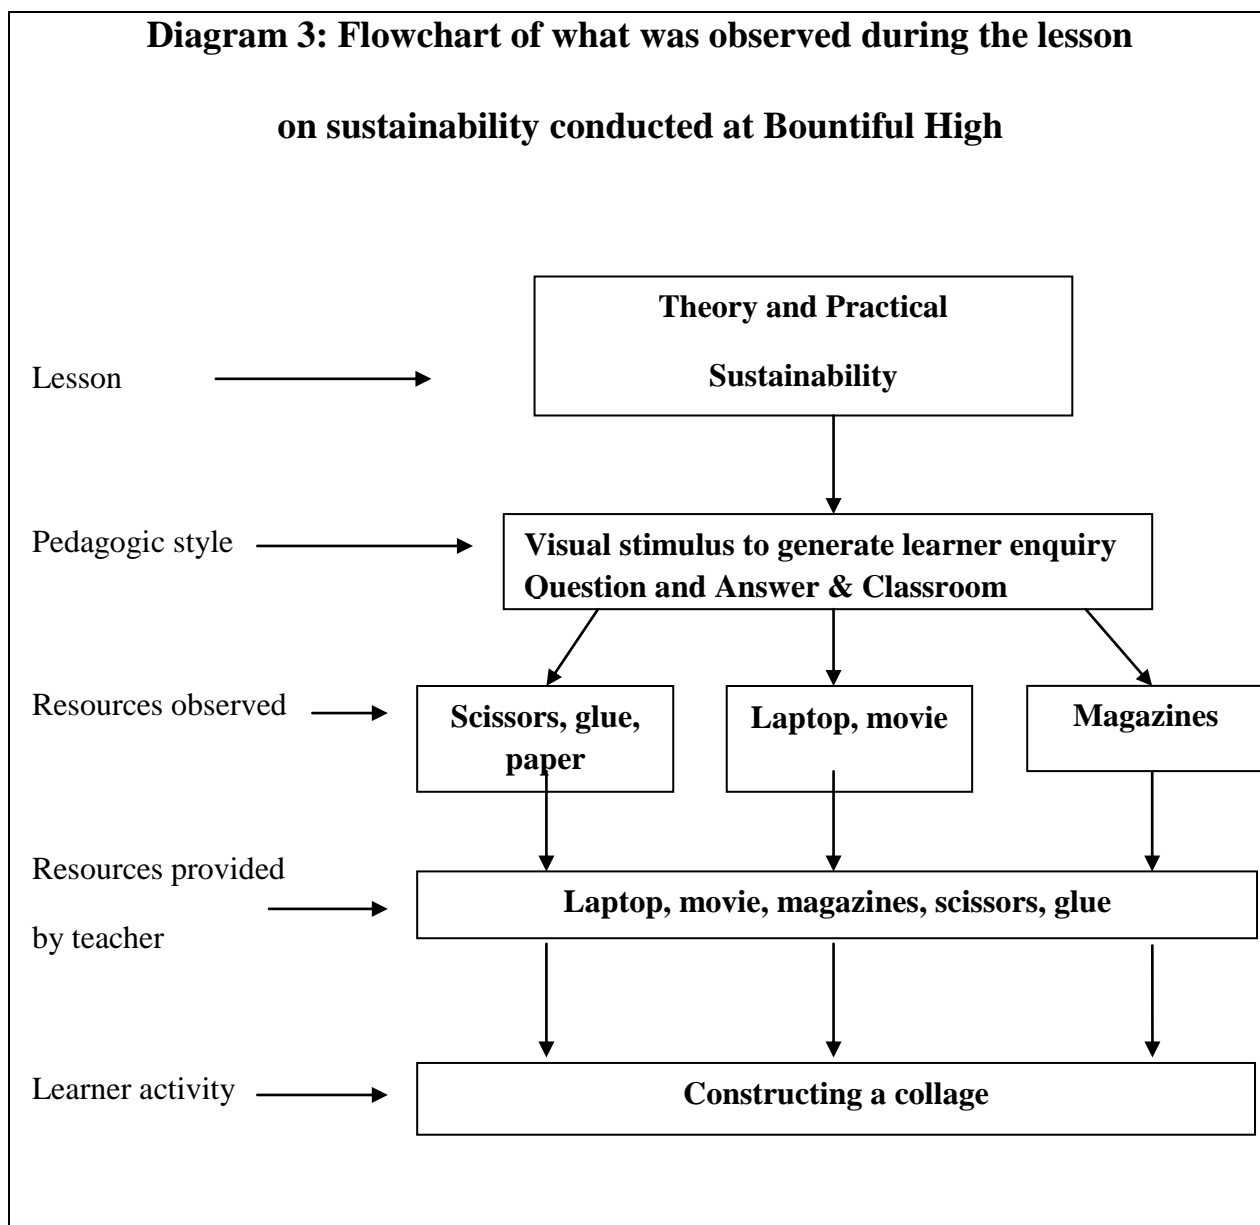 Diagram 3: Flowchart of what was observed during the lesson
on sustainability conducted at Bountiful High
Theory and Practical
Lesson
Sustainability
Pedagogic style
Visual stimulus to generate learner enquiry
Question and Answer & Classroom
Resources observed
Scissors, glue,
paper
Laptop, movie
Magazines
Resources provided
by teacher
Laptop, movie, magazines, scissors, glue
Learner activity
Constructing a collage